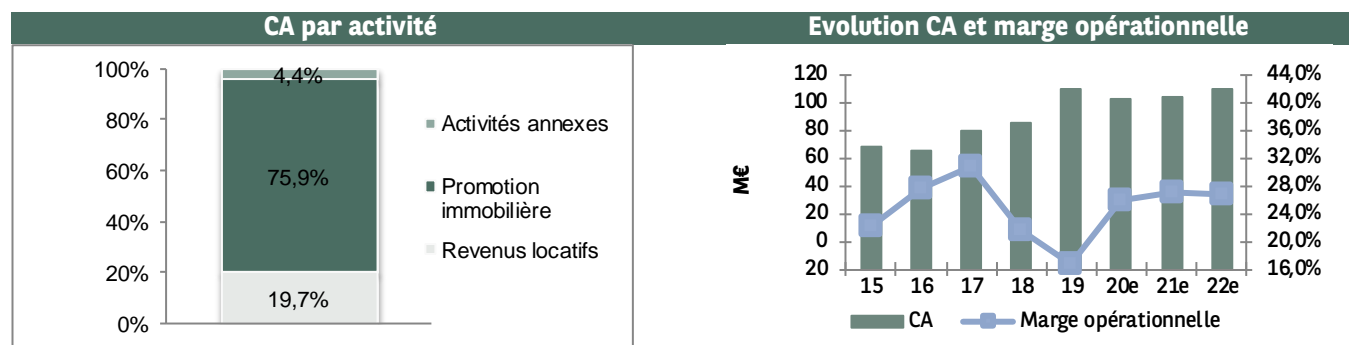 CA par activité
100%
80%
60%
40%
20%
0%
4,4%
75,9%
19,7%
Activités annexes
Promotion
immobilière
Revenus locatifs
Evolution CA et marge opérationnelle
M€
120
100
80
60
40
20
0
20
44,0%
40,0%
36,0%
32,0%
28,0%
24,0%
20,0%
16,0%
15 16 17 18 19 20e 21e 22e
CA Marge opérationnelle